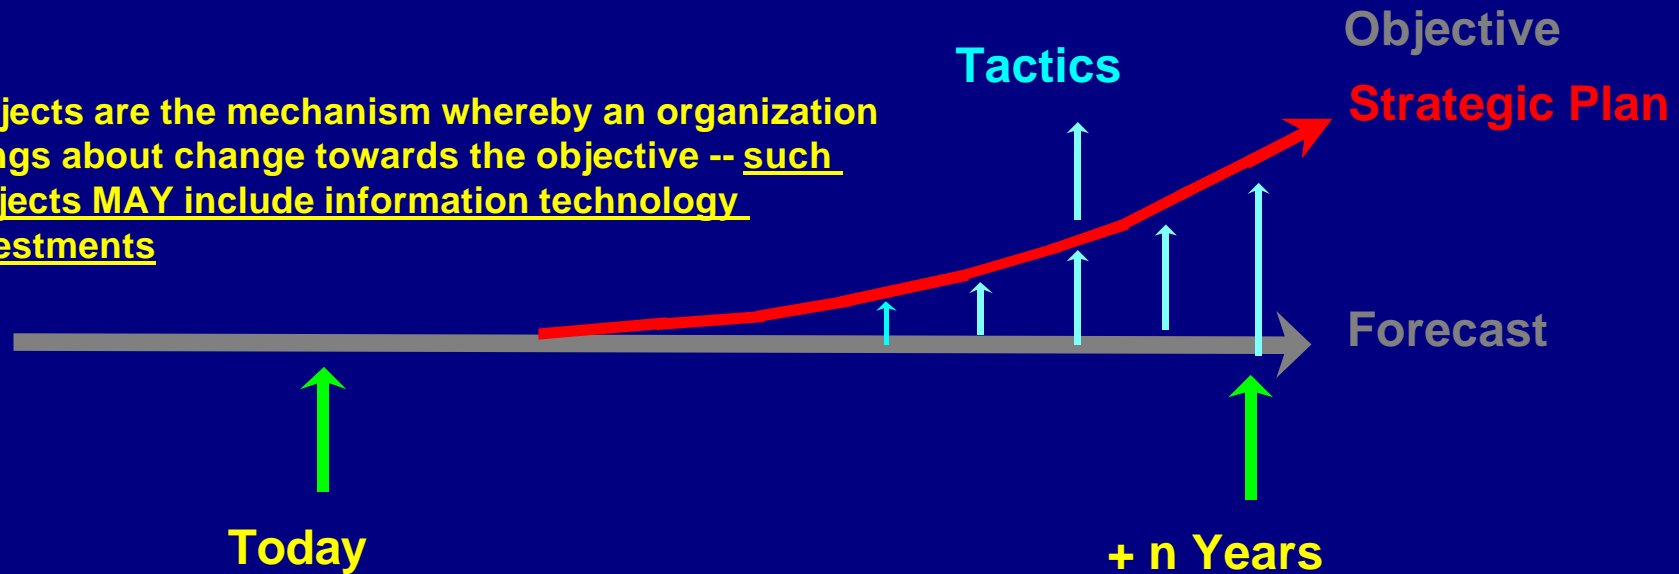 Objective
Tactics
Strategic Plan
jects are the mechanism whereby an organization
ngs about change towards the objective -- such
jects MAY include information technology
estments
Forecast
Today
+ n Years